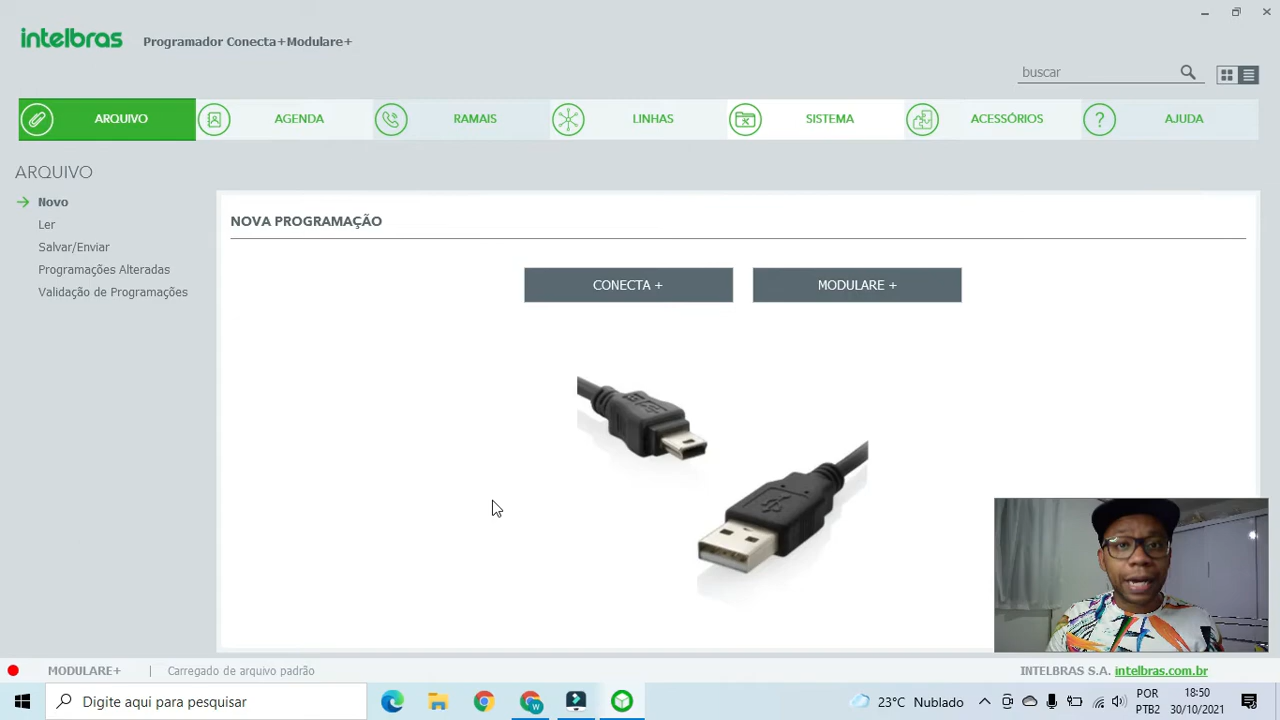 intelbras Programador Conecta+Modulare+
buscar
ARQUIVO AGENDA RAMAIS LINHAS SISTEMA ACESSÓRIOS ? AJUDA
ARQUIVO
Novo
Ler
Salvar/Enviar
Programações Alteradas
Validação de Programações
NOVA PROGRAMAÇÃO
CONECTA + MODULARE +
MODULARE+ | Carregado de arquivo padrão INTELBRAS S.A. intelbras.com.br
Digite aqui para pesquisar W 23°C Nublado POR 18:50
PTB2 30/10/2021